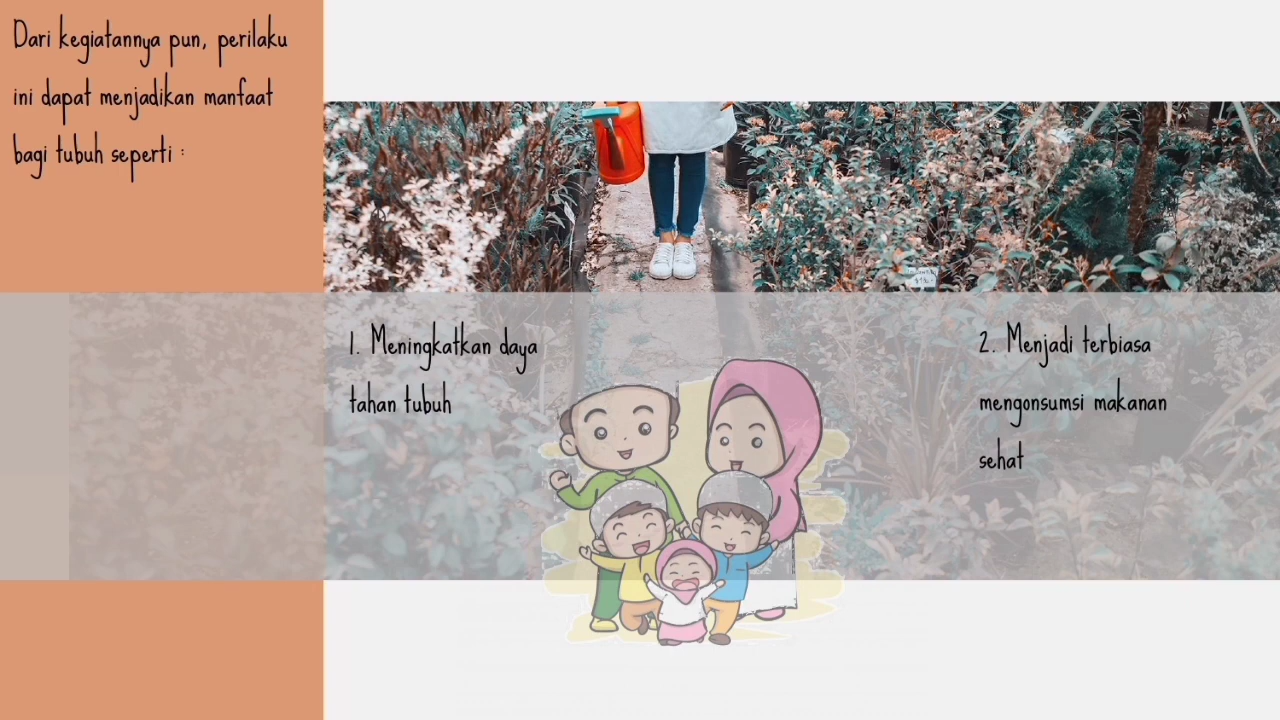 Dari kegiatannya pun, perilaku
ini dapat menjadikan manfaat
bagi tubuh seperti :
1. Meningkatkan daya
tahan tubuh
2. Menjadi terbiasa
mengonsumsi makanan
sehat